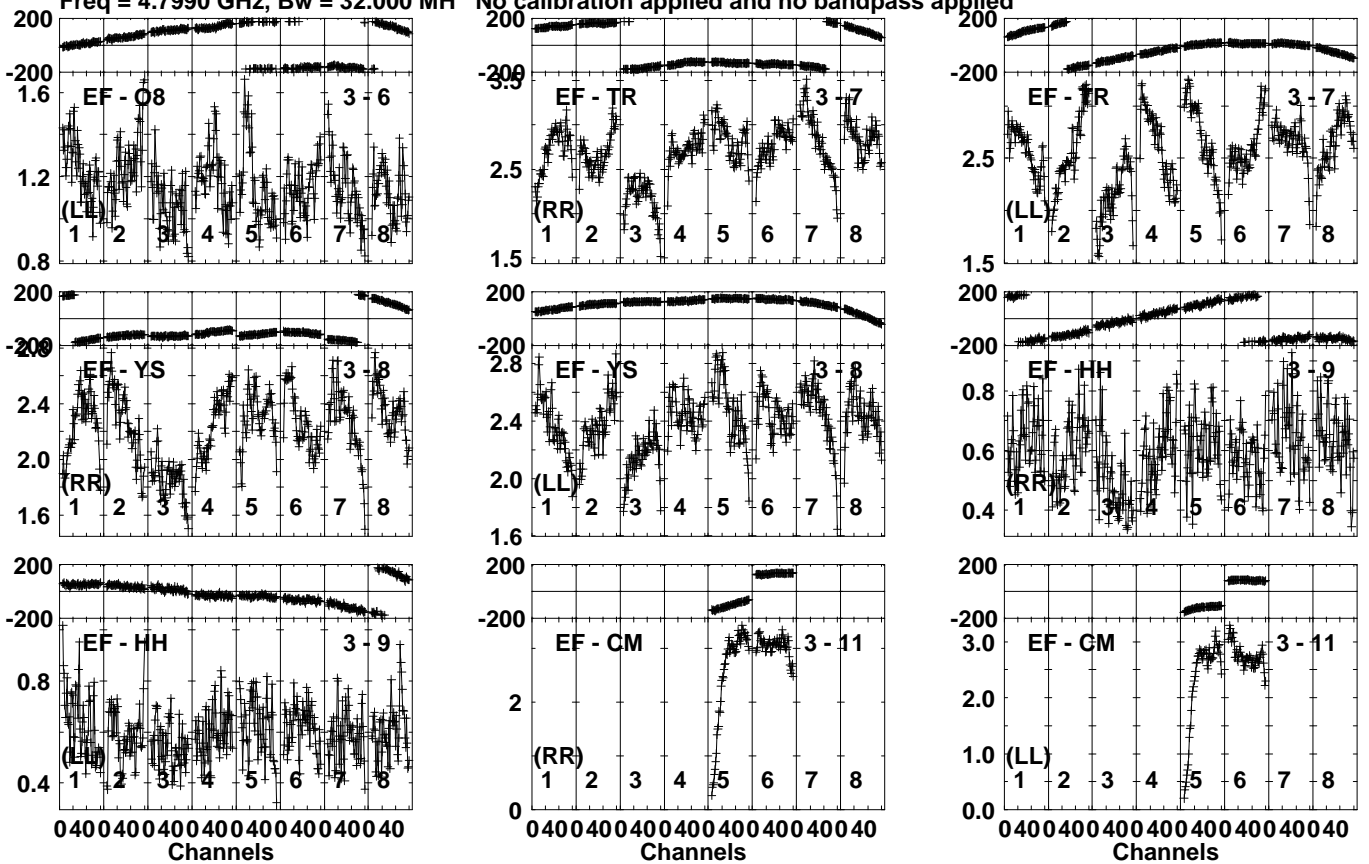 Freq = 4.7990 GHz, Bw = 32.000 MH   No calibration applied and no bandpass applied
200
-200
1.6
1.2
0.8
EF - O8
3 - 6
(LL)
1 2 3 4 5 6 7 8
200
-200
3.5
2.5
1.5
EF - TR
3 - 7
(RR)
1 2 3 4 5 6 7 8
200
-200
2.5
1.5
EF - TR
3 - 7
(LL)
1 2 3 4 5 6 7 8
200
-200
2.8
2.4
2.0
1.6
EF - YS
3 - 8
(RR)
1 2 3 4 5 6 7 8
200
-200
2.8
2.4
2.0
1.6
EF - YS
3 - 8
(LL)
1 2 3 4 5 6 7 8
200
-200
0.8
0.6
0.4
EF - HH
3 - 9
(RR)
1 2 3 4 5 6 7 8
200
-200
0.8
0.4
EF - HH
3 - 9
(LL)
1 2 3 4 5 6 7 8
0 40 0 40 0 40 0 40 0 40 0 40 0 40 0 40
Channels
200
-200
2
0
EF - CM
3 - 11
(RR)
1 2 3 4 5 6 7 8
0 40 0 40 0 40 0 40 0 40 0 40 0 40 0 40
Channels
200
-200
3.0
2.0
1.0
0.0
EF - CM
3 - 11
(LL)
1 2 3 4 5 6 7 8
0 40 0 40 0 40 0 40 0 40 0 40 0 40 0 40
Channels